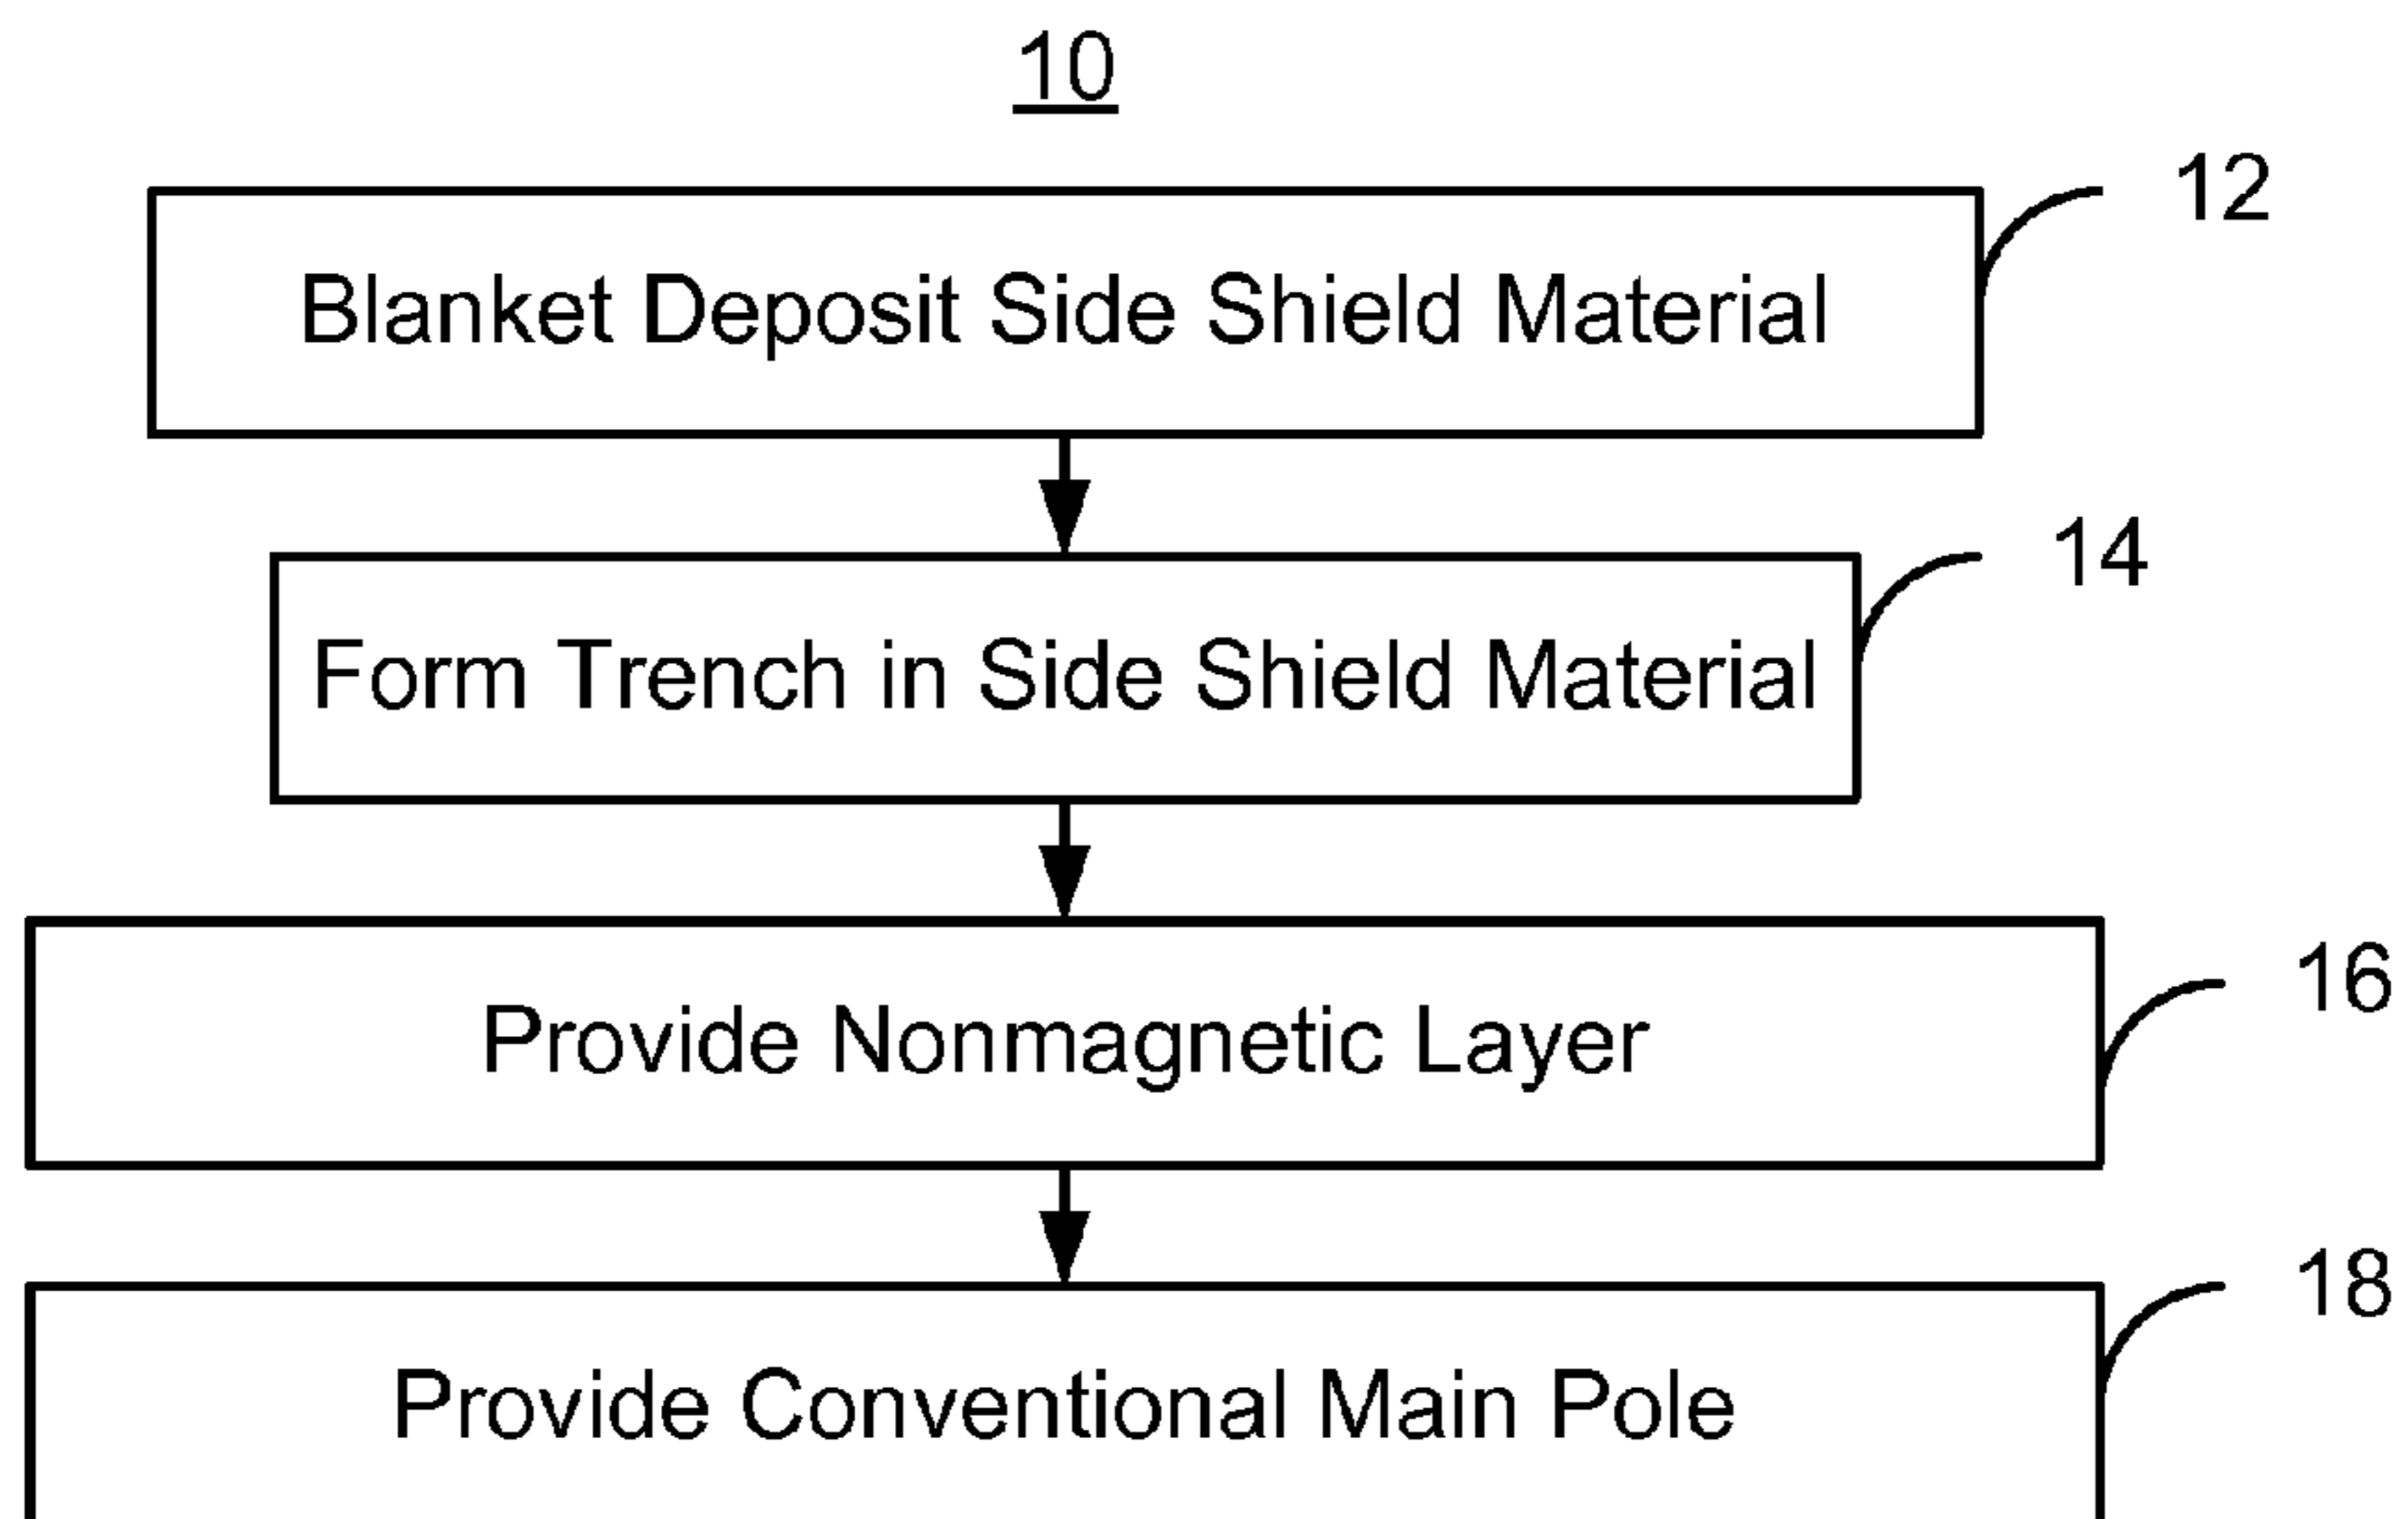 10
12
Blanket Deposit Side Shield Material
14
Form Trench in Side Shield Material
16
Provide Nonmagnetic Layer
18
Provide Conventional Main Pole